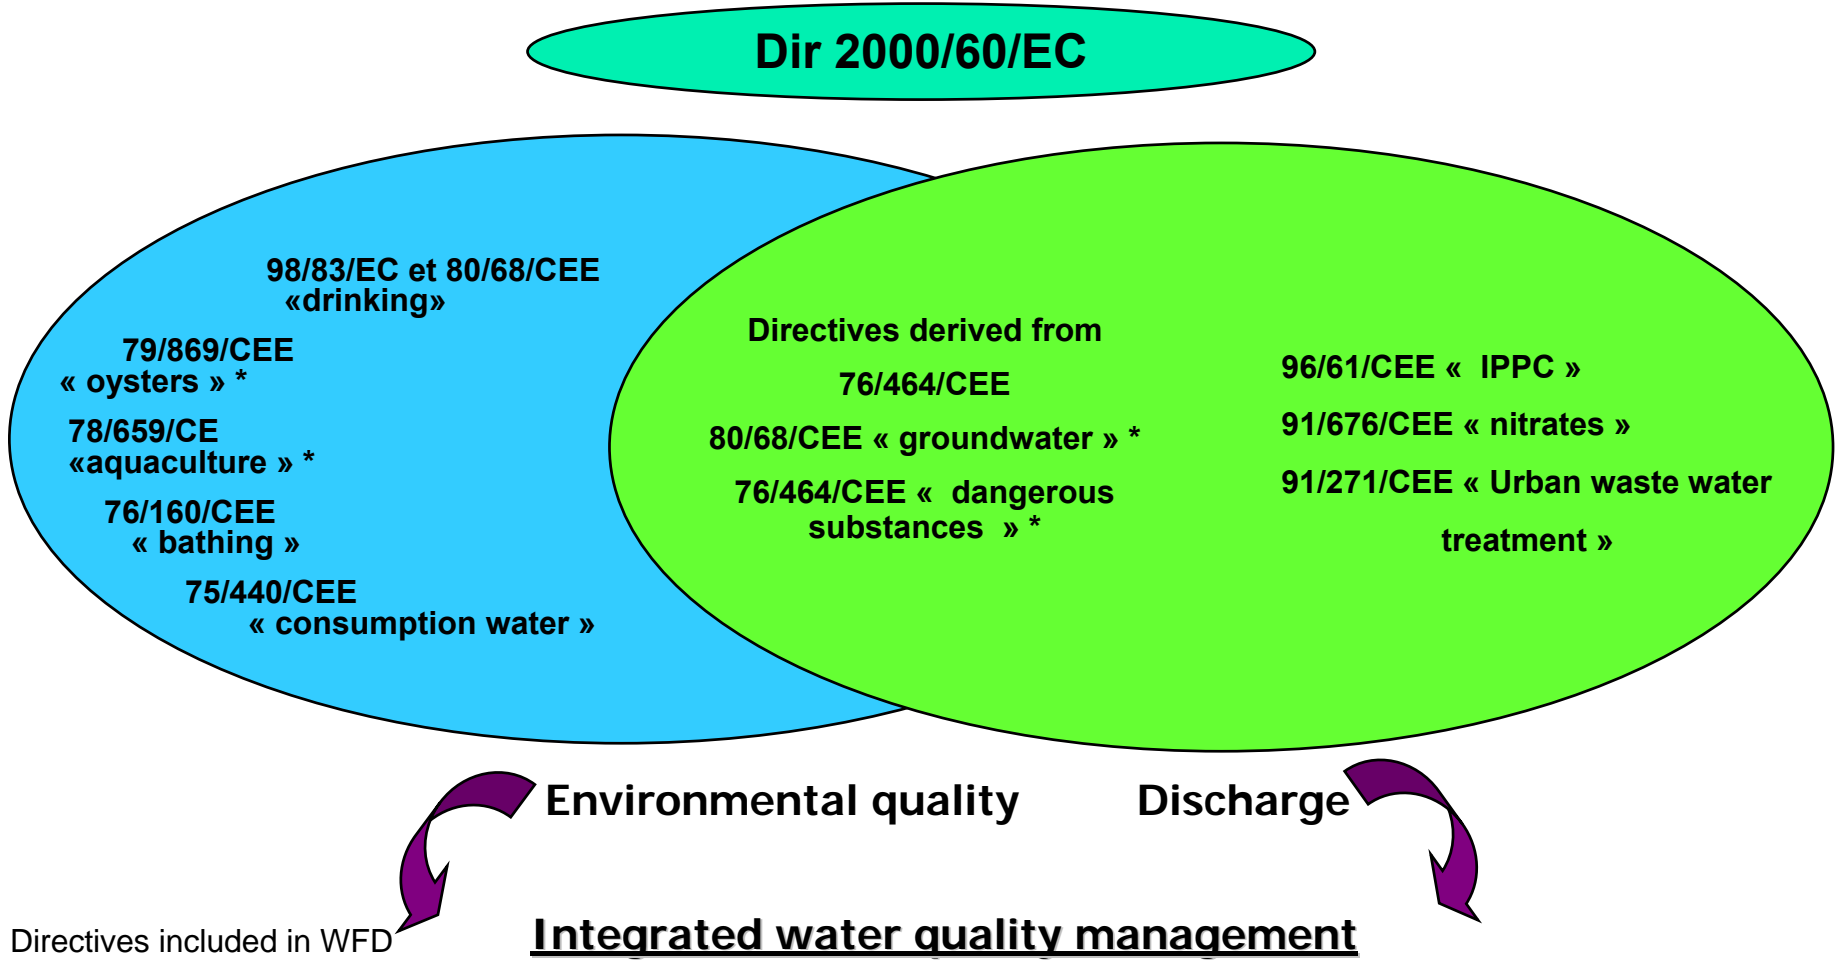 Dir 2000/60/EC
98/83/EC et 80/68/CEE
«drinking»
79/869/CEE
« oysters » *
78/659/CE
«aquaculture » *
76/160/CEE
« bathing »
75/440/CEE
« consumption water »
Directives derived from
76/464/CEE
80/68/CEE « groundwater » *
76/464/CEE « dangerous
substances » *
96/61/CEE « IPPC »
91/676/CEE « nitrates »
91/271/CEE « Urban waste water
treatment »
Environmental quality
Discharge
Directives included in WFD
Integrated water quality management